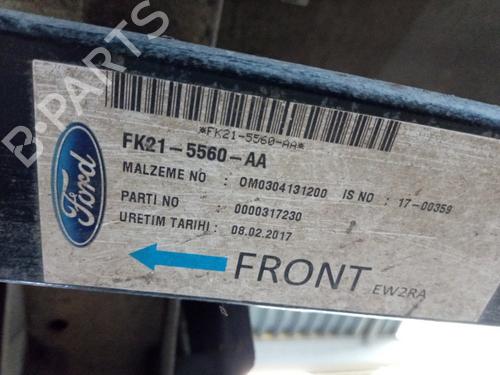 B-PARTS
*FK21-5560-AA*
FK21-5560-AA
Ford
MALZEME NO : OM0304131200 IS NO : 17-00359
PARTI NO : 0000317230
URETIM TARIHI : 08.02.2017
FRONT
EW2RA